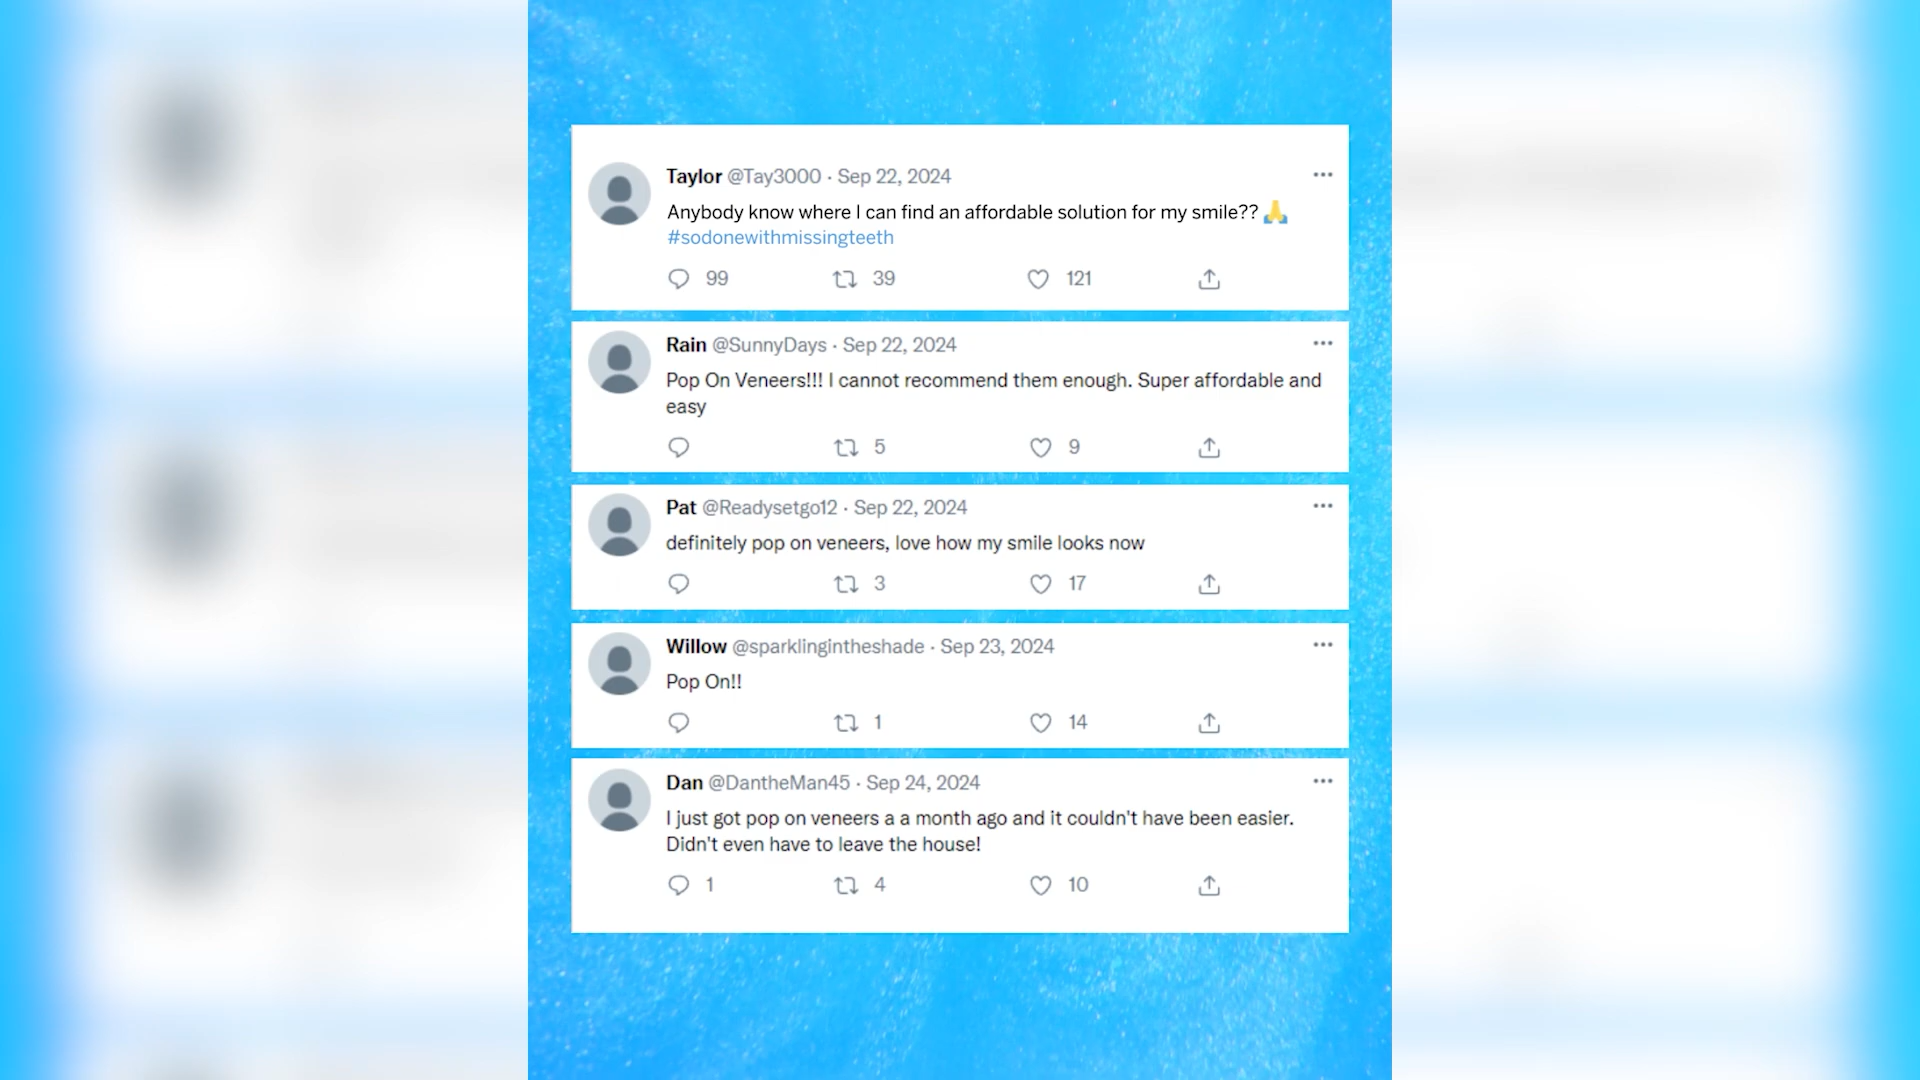 Taylor @Tay3000 · Sep 22, 2024
Anybody know where I can find an affordable solution for my smile?? 🙏
#sodonewithmissingteeth
99 39 121
Rain @SunnyDays · Sep 22, 2024
Pop On Veneers!!! I cannot recommend them enough. Super affordable and
easy
5 9
Pat @Readysetgo12 · Sep 22, 2024
definitely pop on veneers, love how my smile looks now
3 17
Willow @sparklingintheshade · Sep 23, 2024
Pop On!!
1 14
Dan @DantheMan45 · Sep 24, 2024
I just got pop on veneers a a month ago and it couldn't have been easier.
Didn't even have to leave the house!
1 4 10